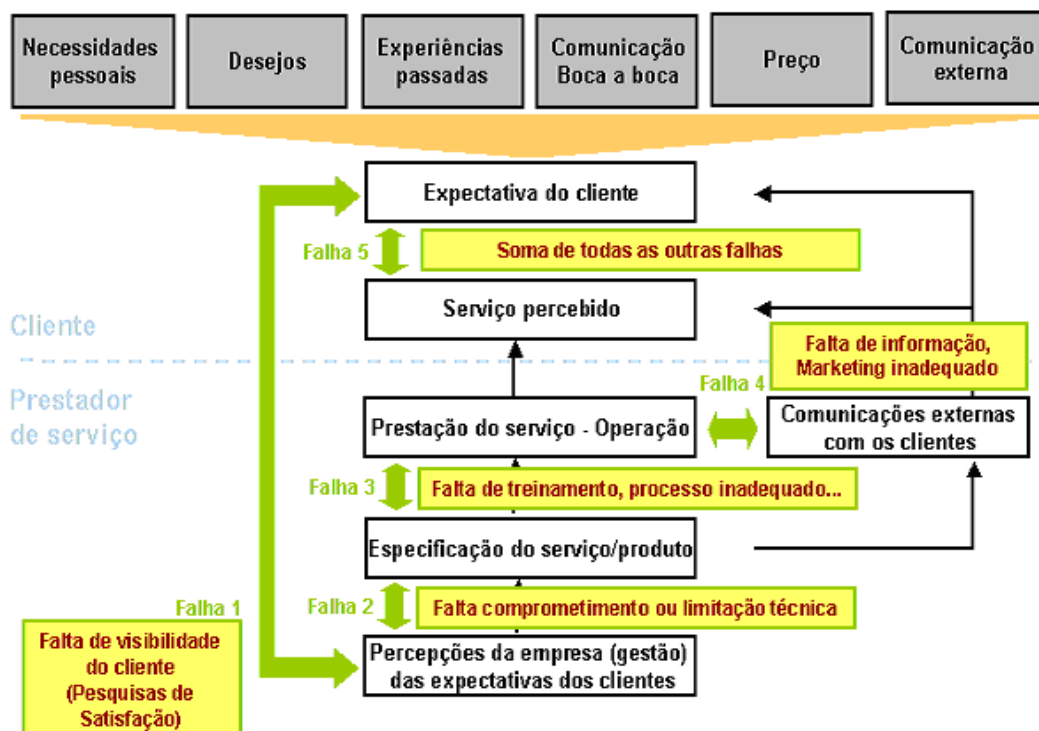 Necessidades
pessoais
Desejos
Experiências
passadas
Comunicação
Boca a boca
Preço
Comunicação
externa
Expectativa do cliente
Falha 5
Soma de todas as outras falhas
Serviço percebido
Cliente
Falta de informação,
Marketing inadequado
Falha 4
Prestador
de serviço
Prestação do serviço - Operação
Comunicações externas
com os clientes
Falha 3
Falta de treinamento, processo inadequado...
Especificação do serviço/produto
Falha 1
Falha 2
Falta comprometimento ou limitação técnica
Falta de visibilidade
do cliente
(Pesquisas de
Satisfação)
Percepções da empresa (gestão)
das expectativas dos clientes